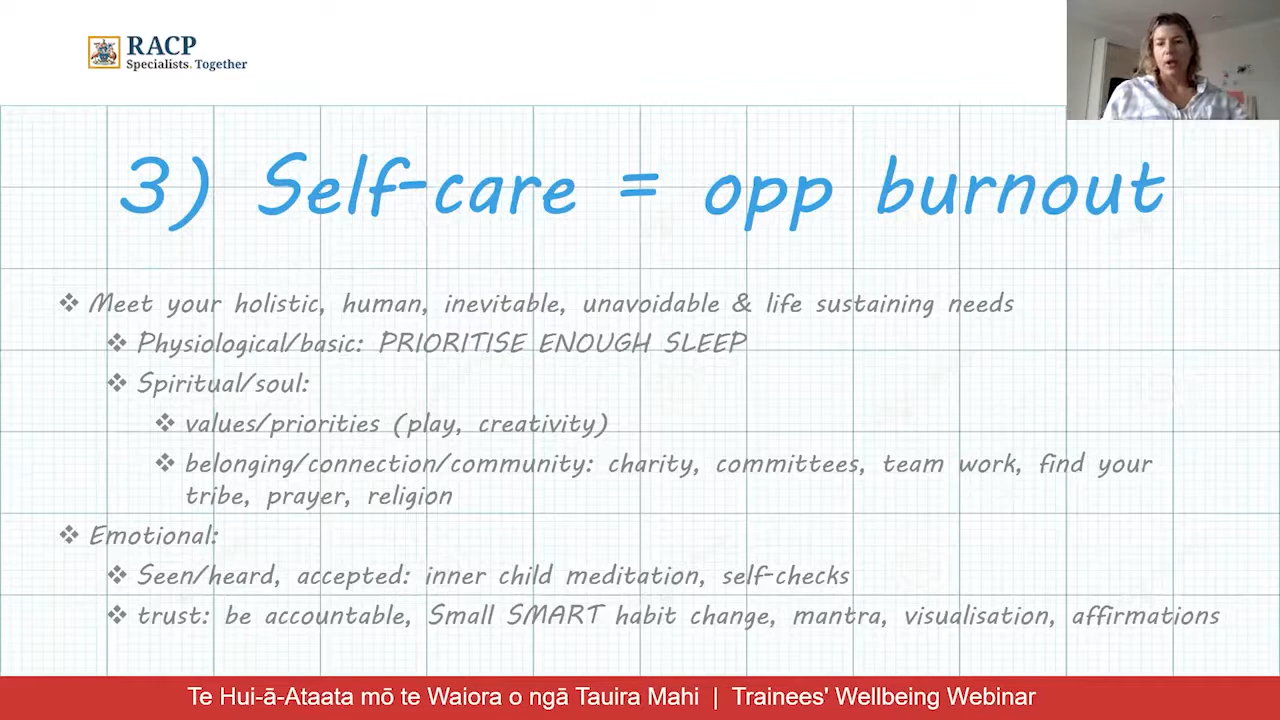 RACP
Specialists. Together
3) Self-care = opp burnout
❖ Meet your holistic, human, inevitable, unavoidable & life sustaining needs
❖ Physiological/basic: PRIORITISE ENOUGH SLEEP
❖ Spiritual/soul:
❖ values/priorities (play, creativity)
❖ belonging/connection/community: charity, committees, team work, find your
tribe, prayer, religion
❖ Emotional:
❖ Seen/heard, accepted: inner child meditation, self-checks
❖ trust: be accountable, Small SMART habit change, mantra, visualisation, affirmations
Te Hui-ā-Ataata mō te Waiora o ngā Tauira Mahi | Trainees' Wellbeing Webinar